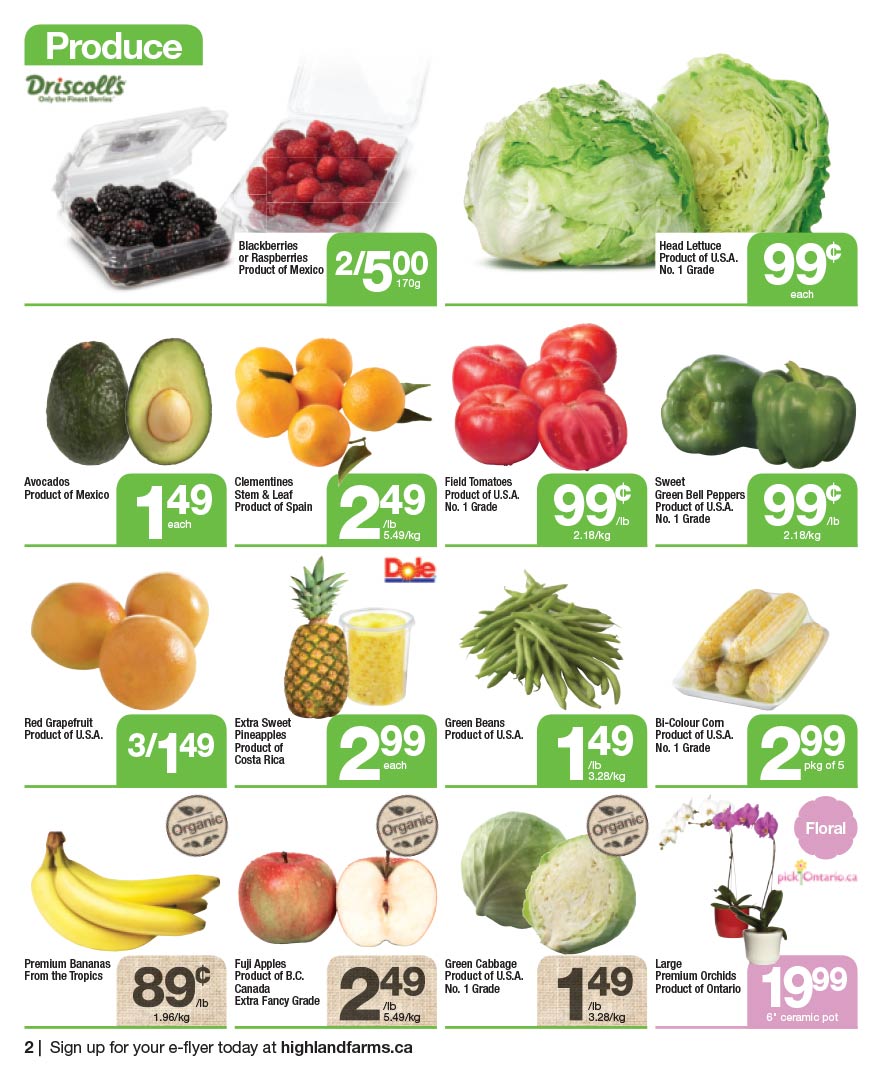 Produce
Driscoll's
Only the Finest Berries
Blackberries
or Raspberries
Product of Mexico
2/5.00
170g
Head Lettuce
Product of U.S.A.
No. 1 Grade
99¢
each
Avocados
Product of Mexico
1.49
each
Clementines
Stem & Leaf
Product of Spain
2.49
/lb
5.49/kg
Field Tomatoes
Product of U.S.A.
No. 1 Grade
99¢
/lb
2.18/kg
Sweet
Green Bell Peppers
Product of U.S.A.
No. 1 Grade
99¢
/lb
2.18/kg
Red Grapefruit
Product of U.S.A.
3/1.49
Dole
Extra Sweet
Pineapples
Product of
Costa Rica
2.99
each
Green Beans
Product of U.S.A.
1.49
/lb
3.28/kg
Bi-Colour Corn
Product of U.S.A.
No. 1 Grade
2.99
pkg of 5
Organic
Premium Bananas
From the Tropics
89¢
/lb
1.96/kg
Organic
Fuji Apples
Product of B.C.
Canada
Extra Fancy Grade
2.49
/lb
5.49/kg
Organic
Green Cabbage
Product of U.S.A.
No. 1 Grade
1.49
/lb
3.28/kg
Floral
pickOntario.ca
Large
Premium Orchids
Product of Ontario
19.99
6" ceramic pot
2 | Sign up for your e-flyer today at highlandfarms.ca